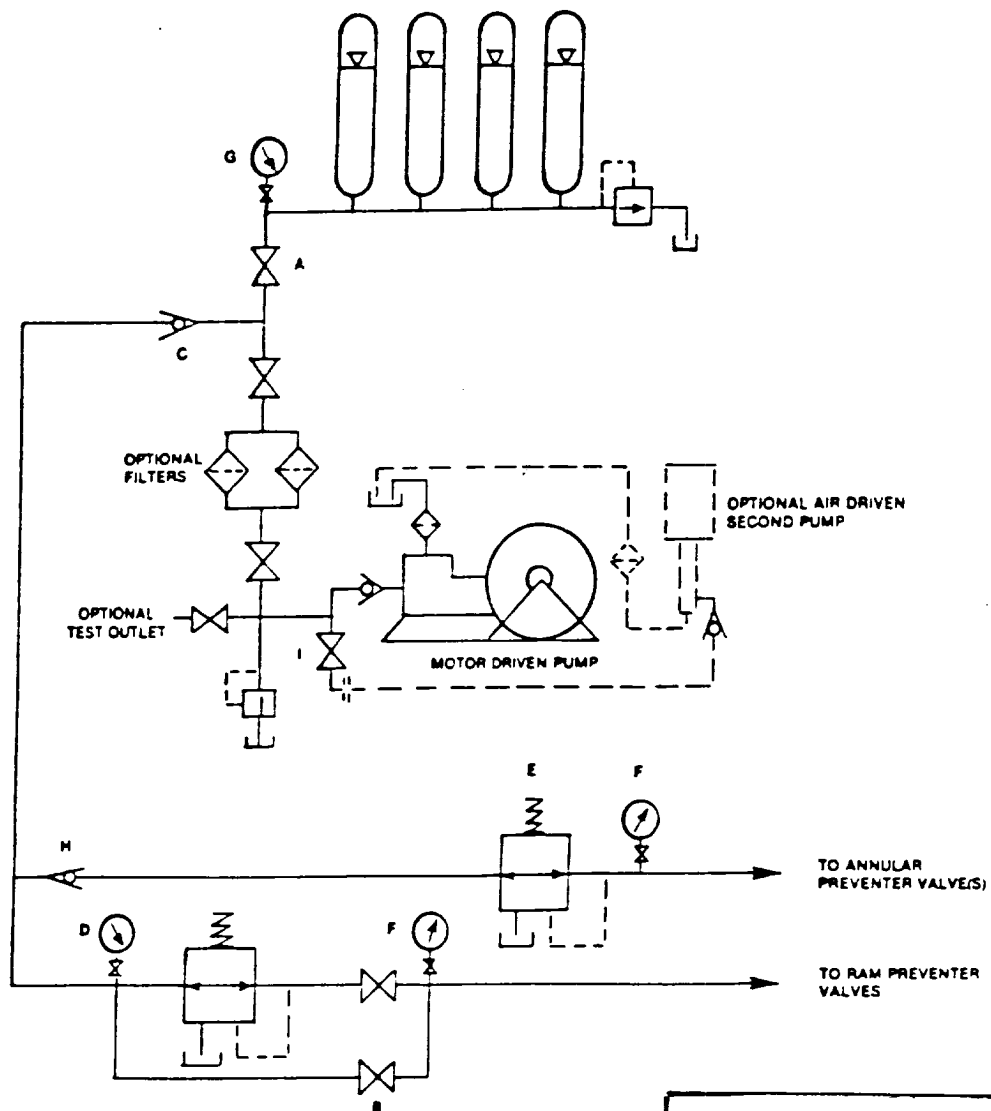 G
A
C
OPTIONAL
FILTERS
OPTIONAL AIR DRIVEN
SECOND PUMP
OPTIONAL
TEST OUTLET
I
MOTOR DRIVEN PUMP
E
F
H
TO ANNULAR
PREVENTER VALVE(S)
D
F
TO RAM PREVENTER
VALVES